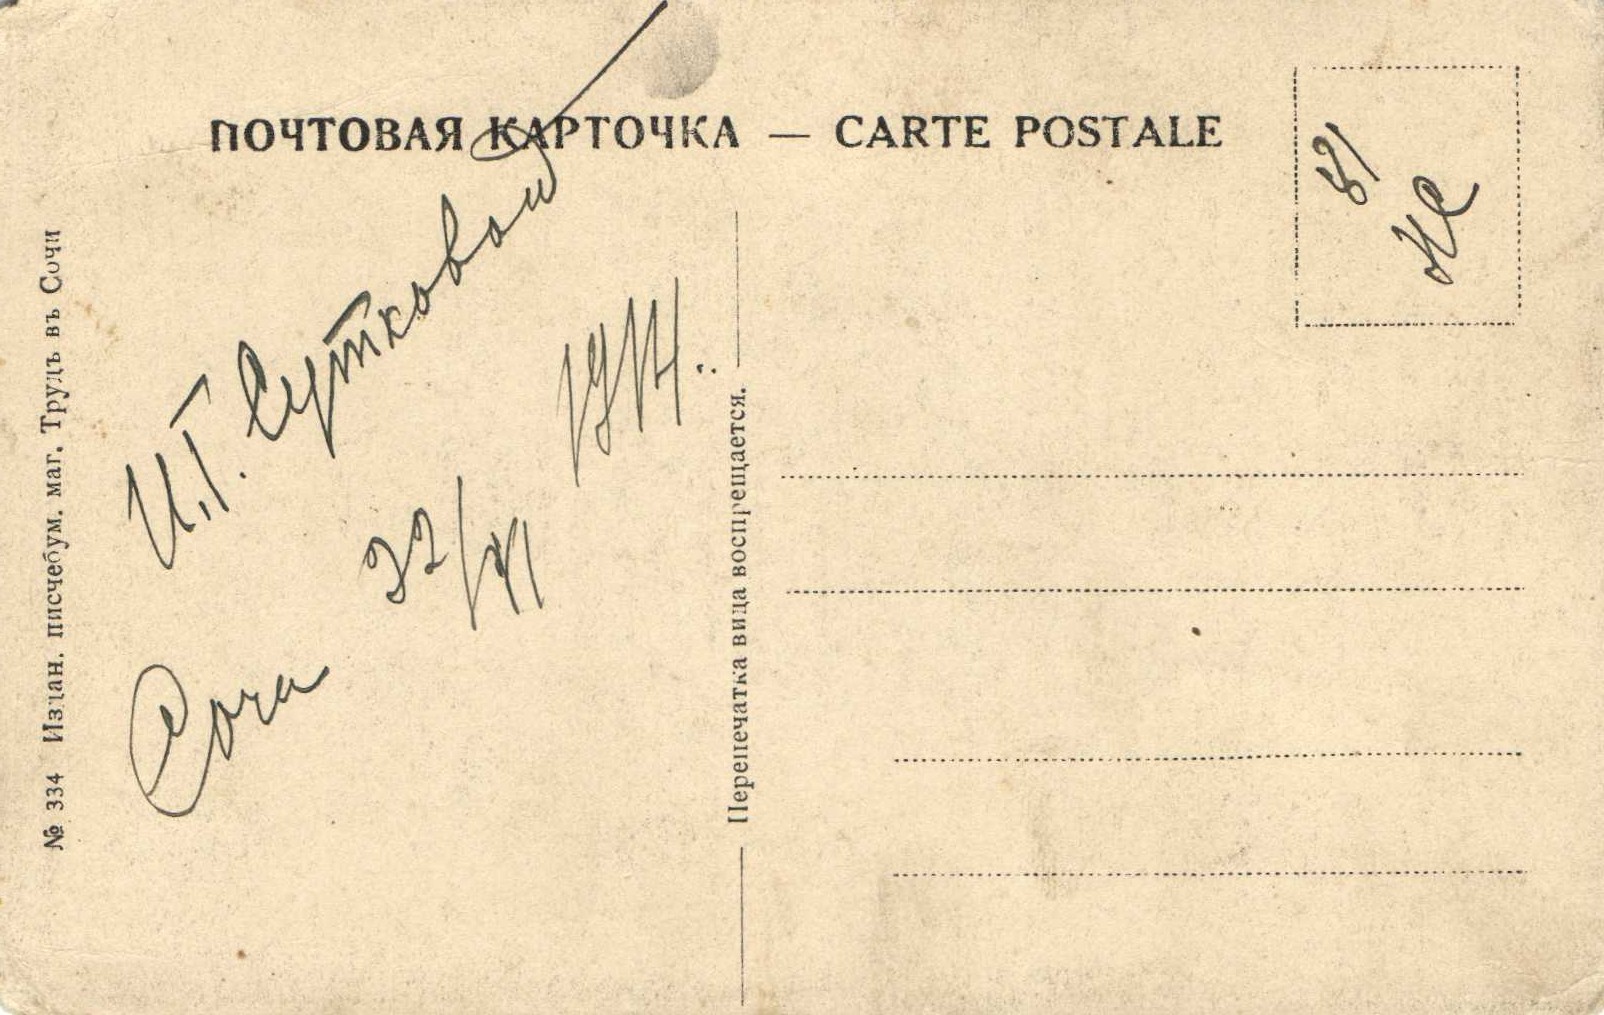 ПОЧТОВАЯ КАРТОЧКА — CARTE POSTALE
№ 334 Издан. писчебум. маг. Трудъ въ Сочи
И.Г. Сутковой
22/VI 1914.
Сочи
Перепечатка вида воспрещается.